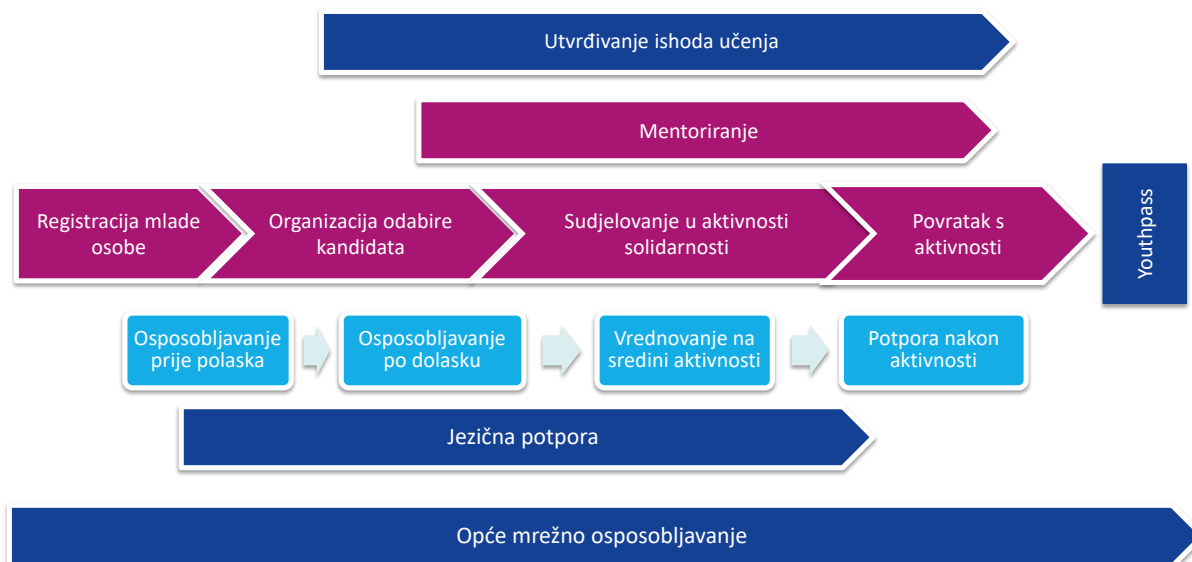 Utvrđivanje ishoda učenja
Mentoriranje
Registracija mlade
osobe
Organizacija odabire
kandidata
Sudjelovanje u aktivnosti
solidarnosti
Povratak s
aktivnosti
Youthpass
Osposobljavanje
prije polaska
Osposobljavanje
po dolasku
Vrednovanje na
sredini aktivnosti
Potpora nakon
aktivnosti
Jezična potpora
Opće mrežno osposobljavanje